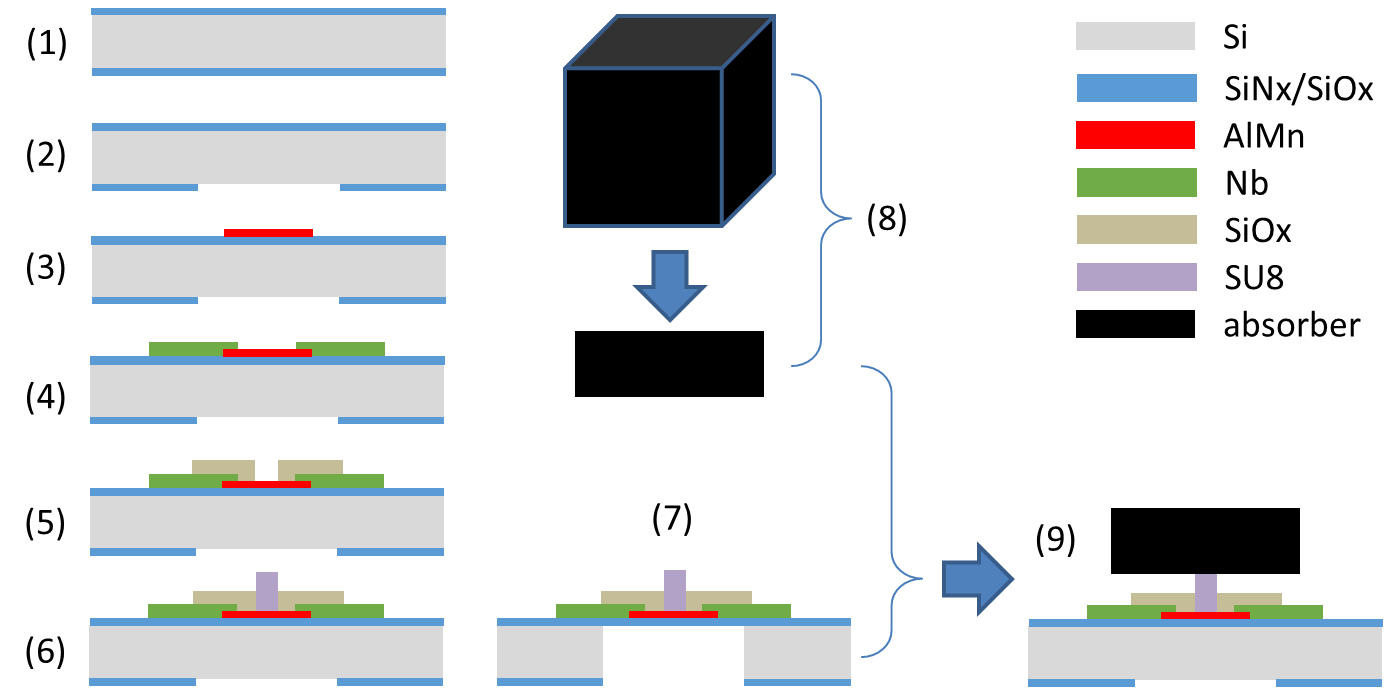 (1)
(2)
(3)
(4)
(5)
(6)
(7)
(8)
(9)
Si
SiNx/SiOx
AlMn
Nb
SiOx
SU8
absorber